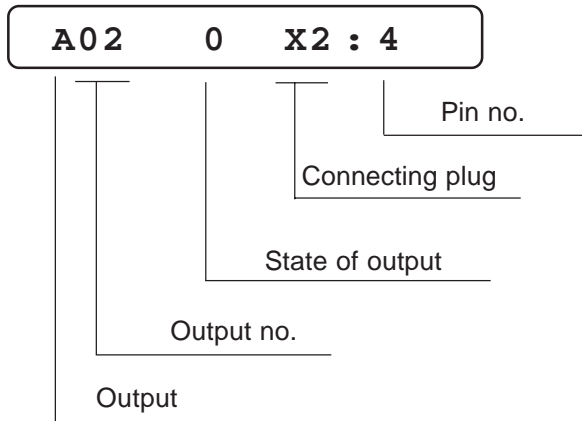 A02 0 X2 : 4
Pin no.
Connecting plug
State of output
Output no.
Output